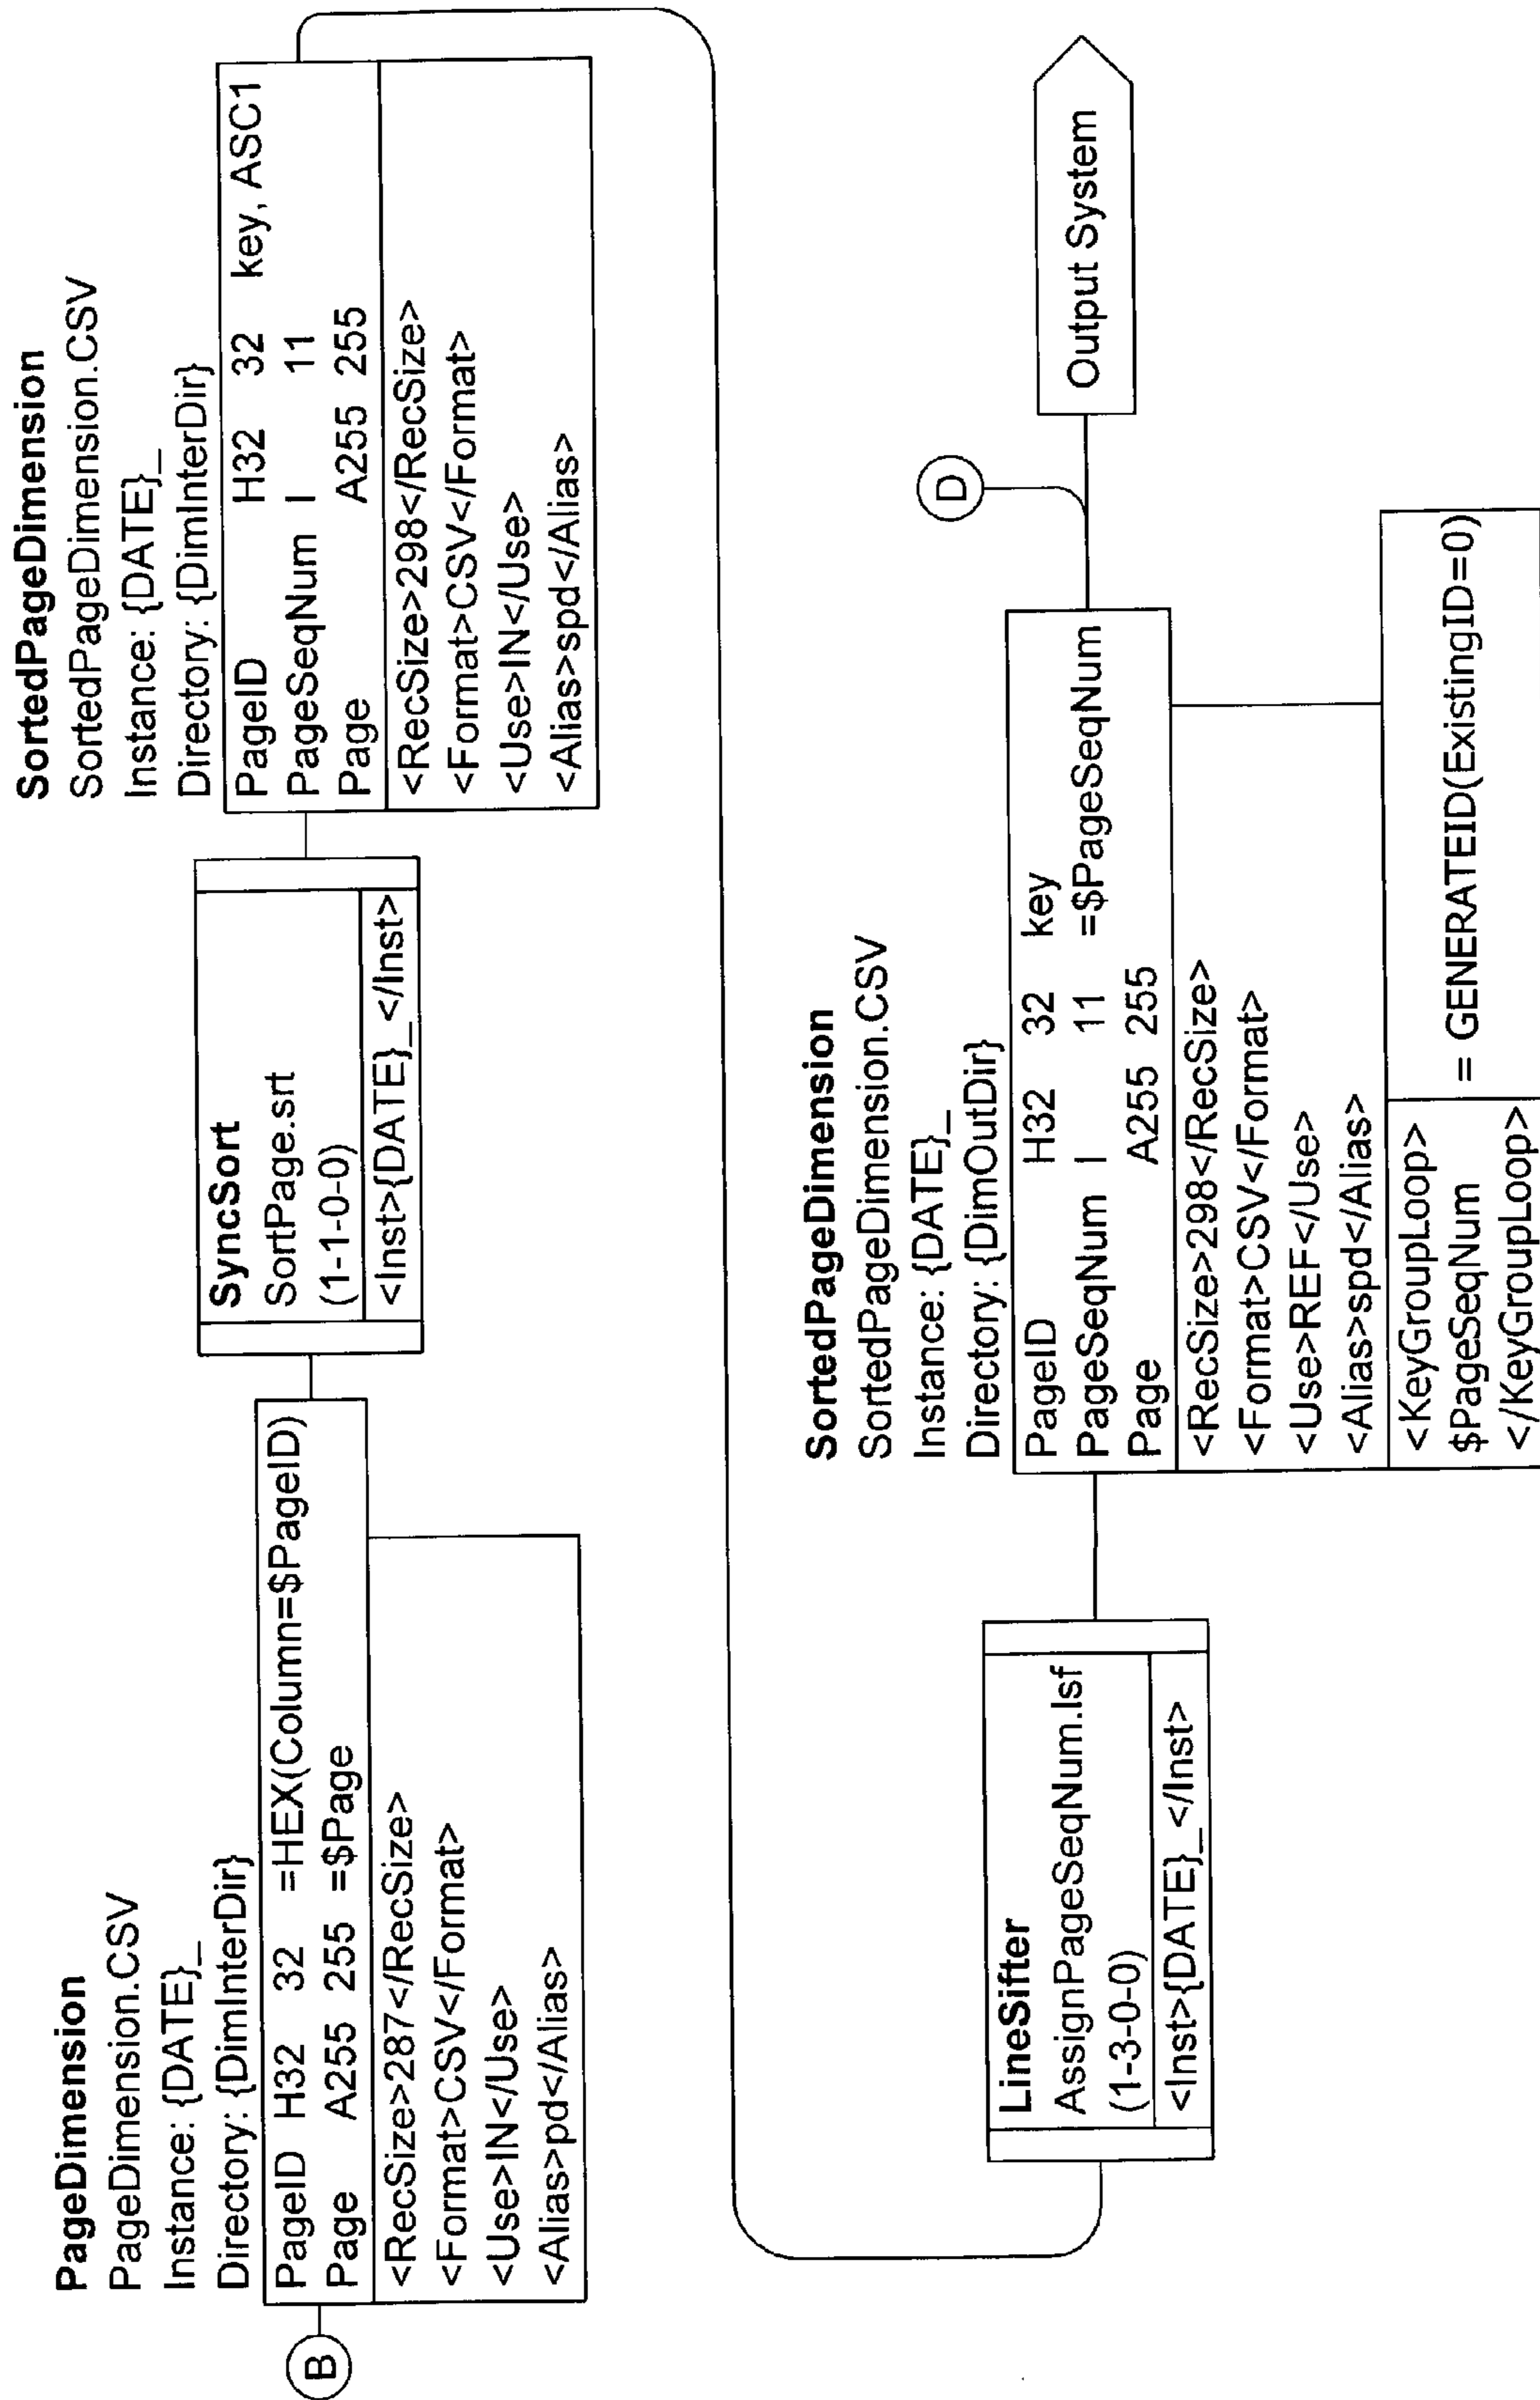 PageDimension
PageDimension.CSV
Instance: {DATE}_
Directory: {DimInterDir}
PageID H32 32 =HEX(Column=$PageID)
Page A255 255 =$Page
<RecSize>287</RecSize>
<Format>CSV</Format>
<Use>IN</Use>
<Alias>pd</Alias>
B
SyncSort
SortPage.srt
(1-1-0-0)
<Inst>{DATE}_</Inst>
SortedPageDimension
SortedPageDimension.CSV
Instance: {DATE}_
Directory: {DimInterDir}
PageID H32 32 key, ASC1
PageSeqNum I 11
Page A255 255
<RecSize>298</RecSize>
<Format>CSV</Format>
<Use>IN</Use>
<Alias>spd</Alias>
LineSifter
AssignPageSeqNum.lsf
(1-3-0-0)
<Inst>{DATE}_</Inst>
SortedPageDimension
SortedPageDimension.CSV
Instance: {DATE}_
Directory: {DimOutDir}
PageID H32 32 key
PageSeqNum I 11 =$PageSeqNum
Page A255 255
<RecSize>298</RecSize>
<Format>CSV</Format>
<Use>REF</Use>
<Alias>spd</Alias>
<KeyGroupLoop>
$PageSeqNum = GENERATEID(ExistingID=0)
</KeyGroupLoop>
D
Output System